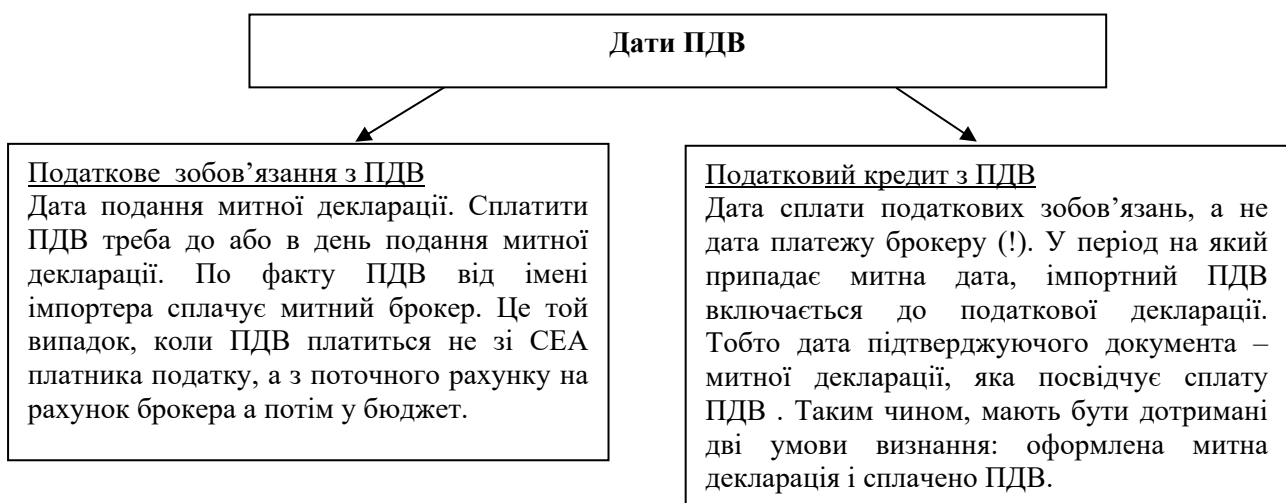 Дати ПДВ
Податкове зобов’язання з ПДВ
Дата подання митної декларації. Сплатити
ПДВ треба до або в день подання митної
декларації. По факту ПДВ від імені
імпортера сплачує митний брокер. Це той
випадок, коли ПДВ платиться не зі СЕА
платника податку, а з поточного рахунку на
рахунок брокера а потім у бюджет.
Податковий кредит з ПДВ
Дата сплати податкових зобов’язань, а не
дата платежу брокеру (!). У період на який
припадає митна дата, імпортний ПДВ
включається до податкової декларації.
Тобто дата підтверджуючого документа –
митної декларації, яка посвідчує сплату
ПДВ . Таким чином, мають бути дотримані
дві умови визнання: оформлена митна
декларація і сплачено ПДВ.